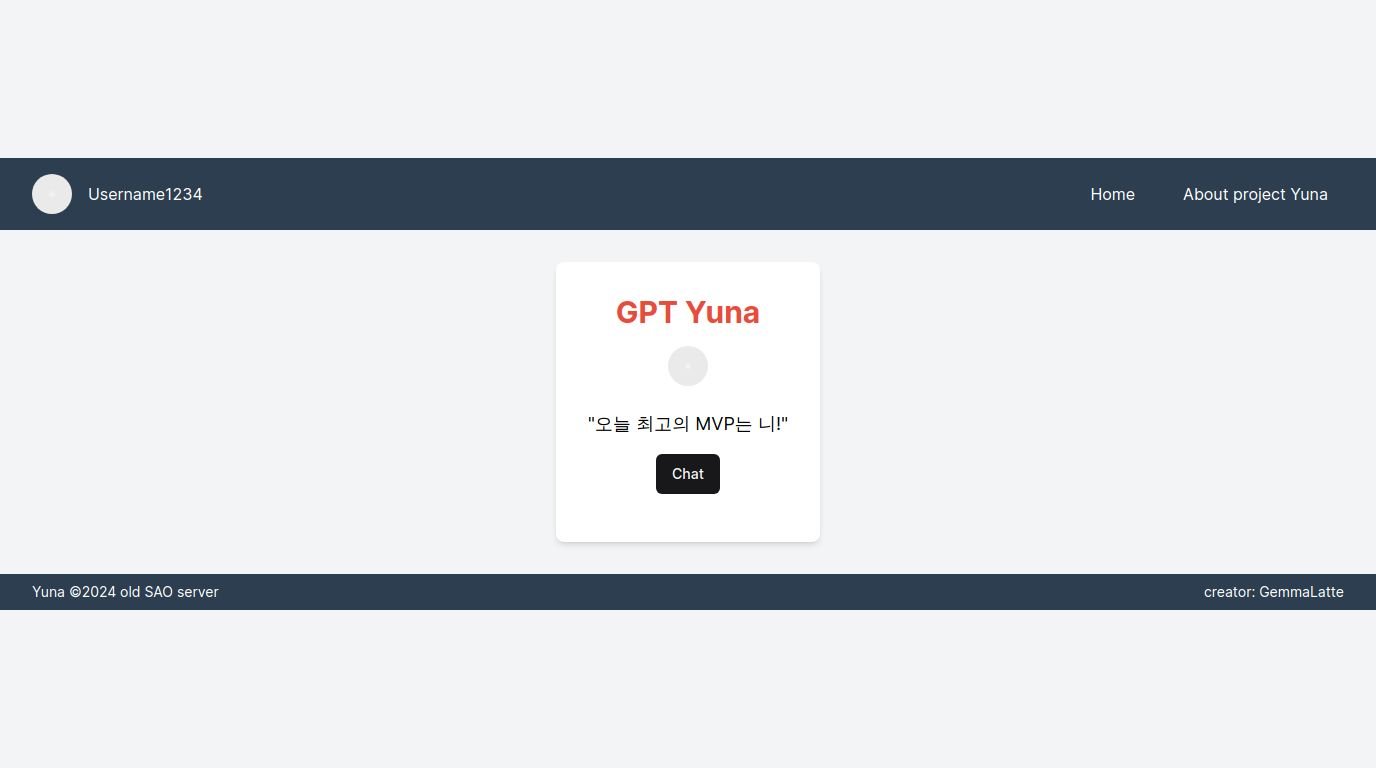 Username1234
Home
About project Yuna
GPT Yuna
"오늘 최고의 MVP는 니!"
Chat
Yuna ©2024 old SAO server
creator: GemmaLatte